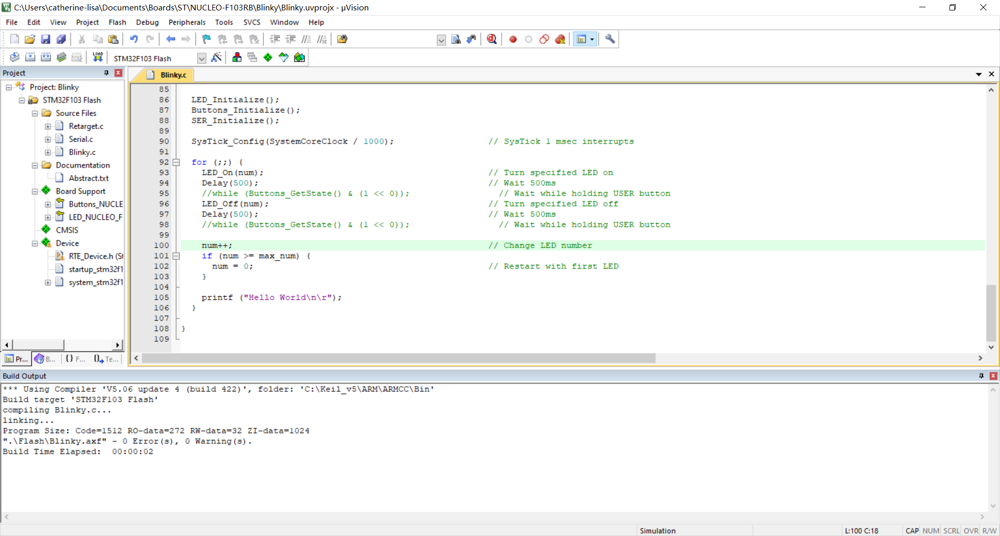 C:\Users\catherine-lisa\Documents\Boards\ST\NUCLEO-F103RB\Blinky\Blinky.uvprojx - µVision
File Edit View Project Flash Debug Peripherals Tools SVCS Window Help
LOAD STM32F103 Flash
Project
Project: Blinky
STM32F103 Flash
Source Files
Retarget.c
Serial.c
Blinky.c
Documentation
Abstract.txt
Board Support
Buttons_NUCLE
LED_NUCLEO_F
CMSIS
Device
RTE_Device.h (St
startup_stm32f1
system_stm32f1
Pr... B... {} F... Te...
Blinky.c
85
86 LED_Initialize();
87 Buttons_Initialize();
88 SER_Initialize();
89
90 SysTick_Config(SystemCoreClock / 1000); // SysTick 1 msec interrupts
91
92 for (;;) {
93 LED_On(num); // Turn specified LED on
94 Delay(500); // Wait 500ms
95 //while (Buttons_GetState() & (1 << 0)); // Wait while holding USER button
96 LED_Off(num); // Turn specified LED off
97 Delay(500); // Wait 500ms
98 //while (Buttons_GetState() & (1 << 0)); // Wait while holding USER button
99
100 num++; // Change LED number
101 if (num >= max_num) {
102 num = 0; // Restart with first LED
103 }
104
105 printf ("Hello World\n\r");
106 }
107
108 }
109
Build Output
*** Using Compiler 'V5.06 update 4 (build 422)', folder: 'C:\Keil_v5\ARM\ARMCC\Bin'
Build target 'STM32F103 Flash'
compiling Blinky.c...
linking...
Program Size: Code=1512 RO-data=272 RW-data=32 ZI-data=1024
".\Flash\Blinky.axf" - 0 Error(s), 0 Warning(s).
Build Time Elapsed:  00:00:02
Simulation L:100 C:18 CAP NUM SCRL OVR R/W